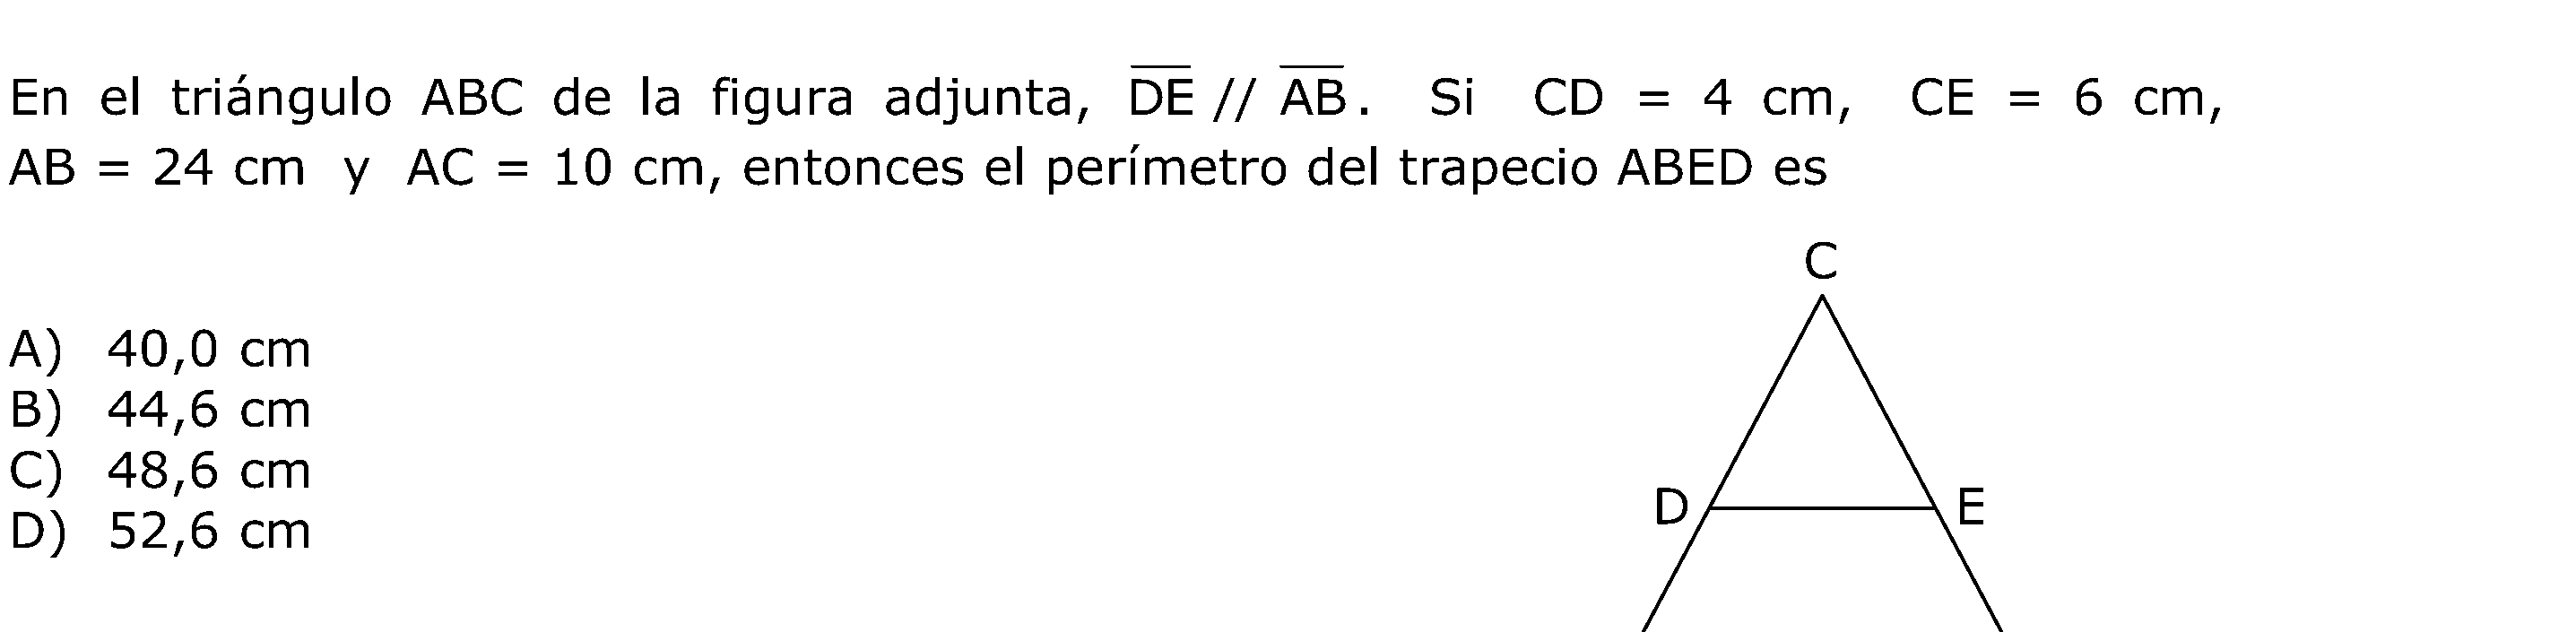 En el triángulo ABC de la figura adjunta, DE // AB. Si CD = 4 cm, CE = 6 cm,
AB = 24 cm y AC = 10 cm, entonces el perímetro del trapecio ABED es
C
A) 40,0 cm
B) 44,6 cm
C) 48,6 cm
D) 52,6 cm
D E